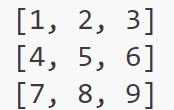 [1, 2, 3]
[4, 5, 6]
[7, 8, 9]